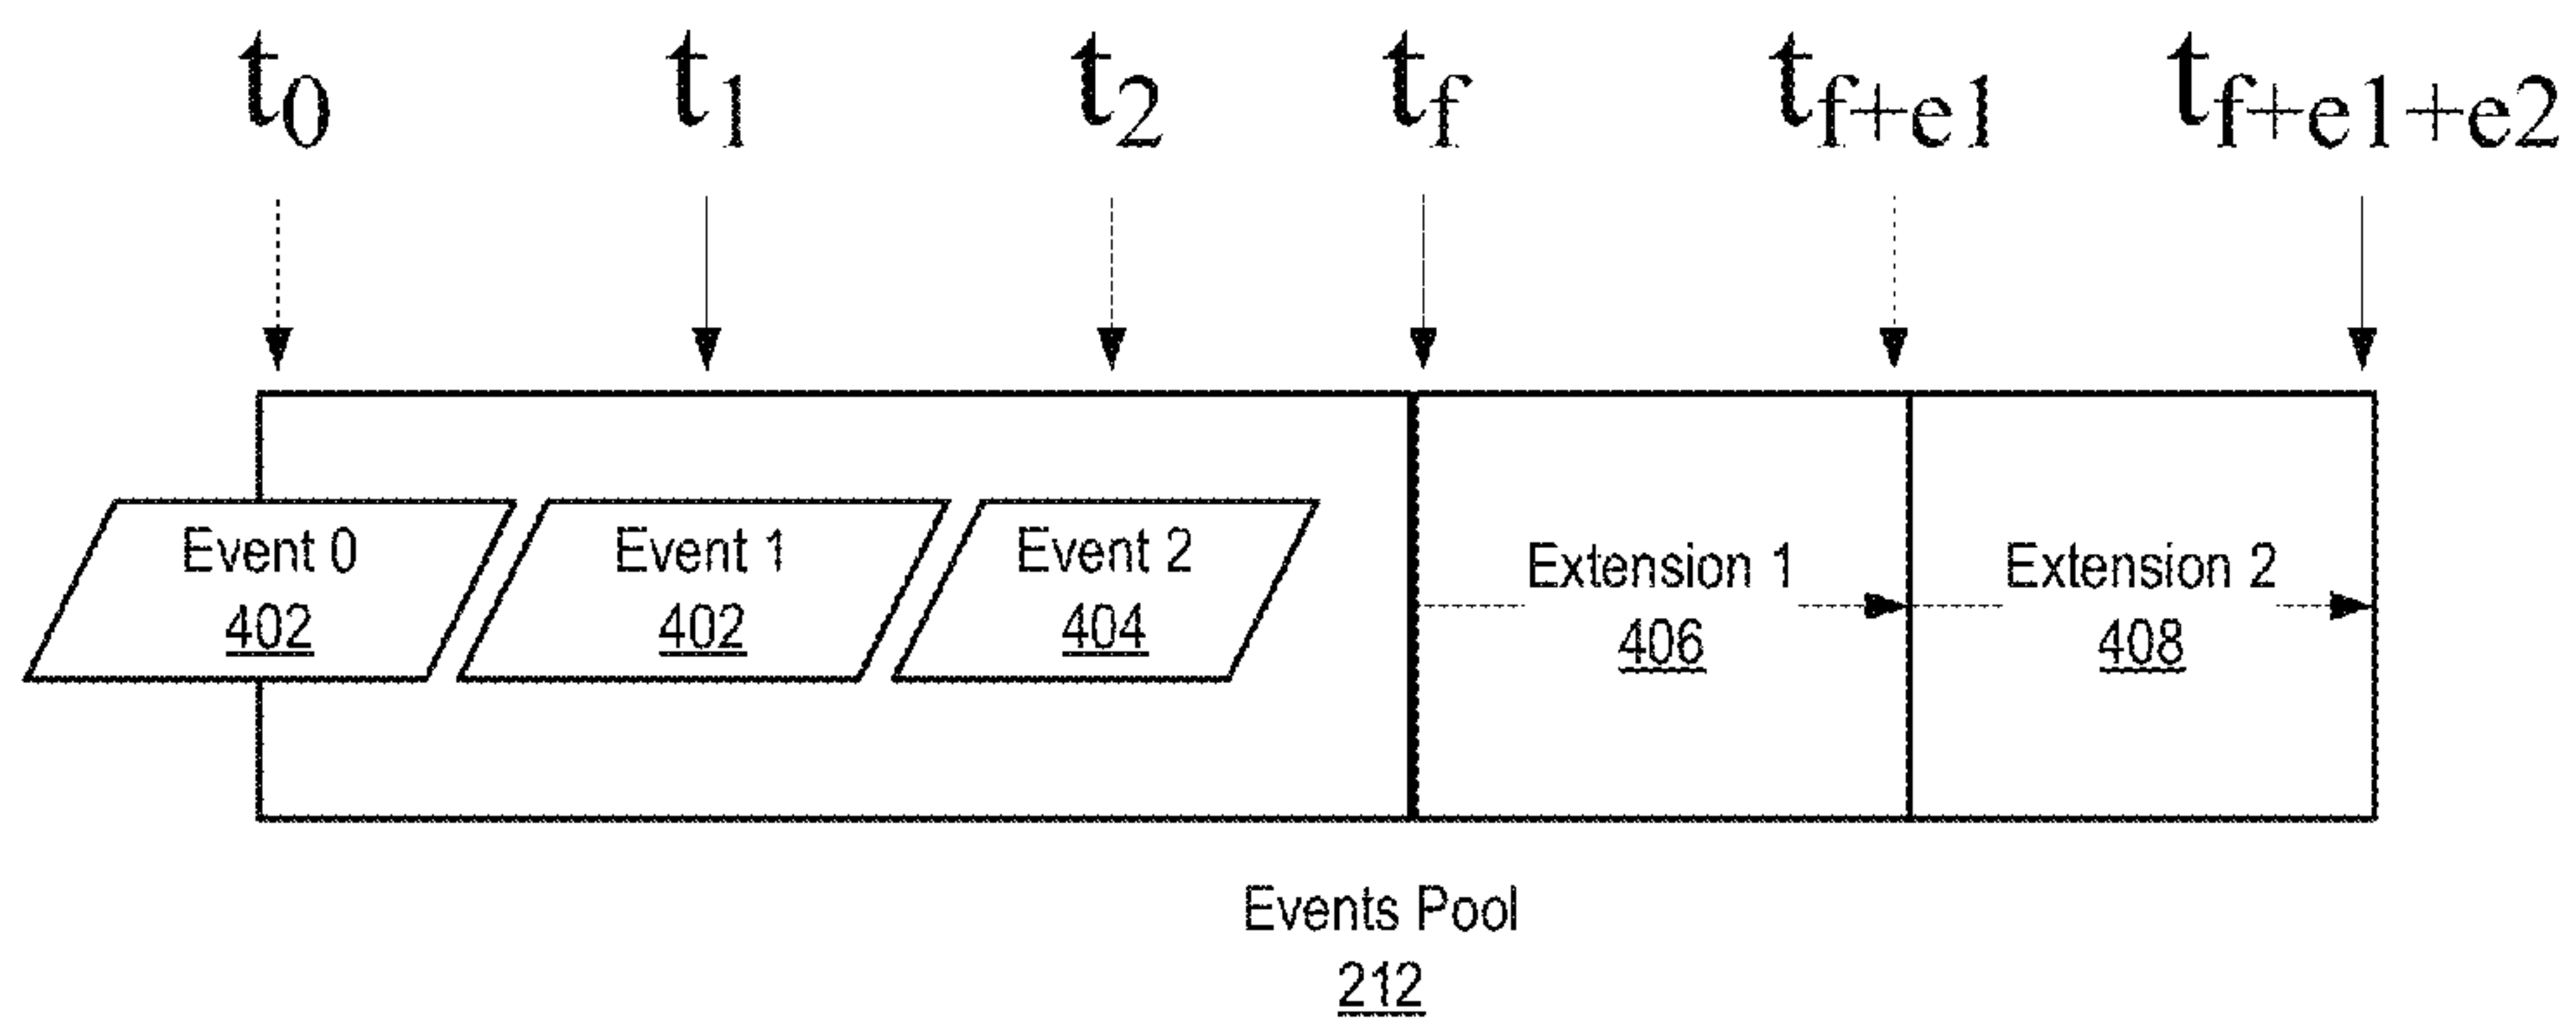 t0 t1 t2 tf tf+e1 tf+e1+e2
Event 0 Event 1 Event 2
402 402 404
Extension 1 Extension 2
406 408
Events Pool
212